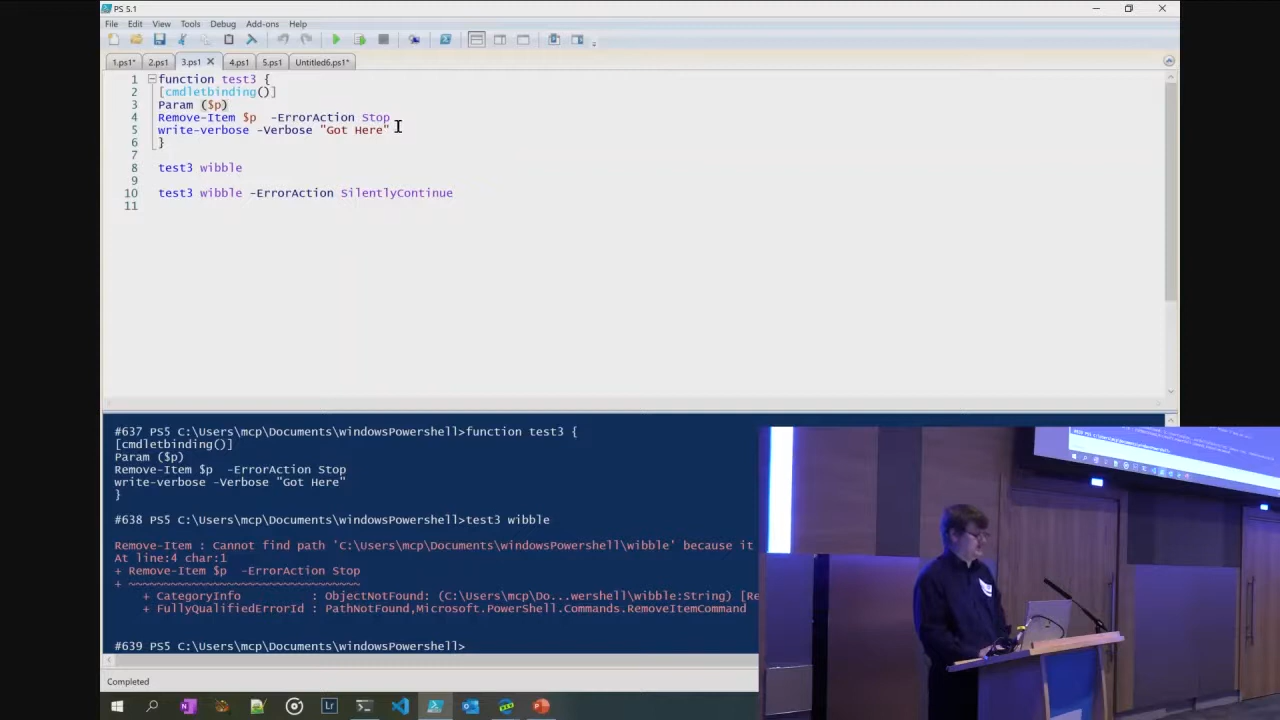 PS 5.1
File Edit View Tools Debug Add-ons Help
1.ps1* 2.ps1 3.ps1 X 4.ps1 5.ps1 Untitled6.ps1*
1 function test3 {
2 [cmdletbinding()]
3 Param ($p)
4 Remove-Item $p  -ErrorAction Stop
5 write-verbose -Verbose "Got Here"
6 }
7
8 test3 wibble
9
10 test3 wibble -ErrorAction SilentlyContinue
11
#637 PS5 C:\Users\mcp\Documents\windowsPowershell>function test3 {
[cmdletbinding()]
Param ($p)
Remove-Item $p  -ErrorAction Stop
write-verbose -Verbose "Got Here"
}
#638 PS5 C:\Users\mcp\Documents\windowsPowershell>test3 wibble
Remove-Item : Cannot find path 'C:\Users\mcp\Documents\windowsPowershell\wibble' because it
At line:4 char:1
+ Remove-Item $p  -ErrorAction Stop
+ ~~~~~~~~~~~~~~~~~~~~~~~~~~~~~~~~~
+ CategoryInfo : ObjectNotFound: (C:\Users\mcp\Do...wershell\wibble:String) [Re
+ FullyQualifiedErrorId : PathNotFound,Microsoft.PowerShell.Commands.RemoveItemCommand
#639 PS5 C:\Users\mcp\Documents\windowsPowershell>
Completed
Lr